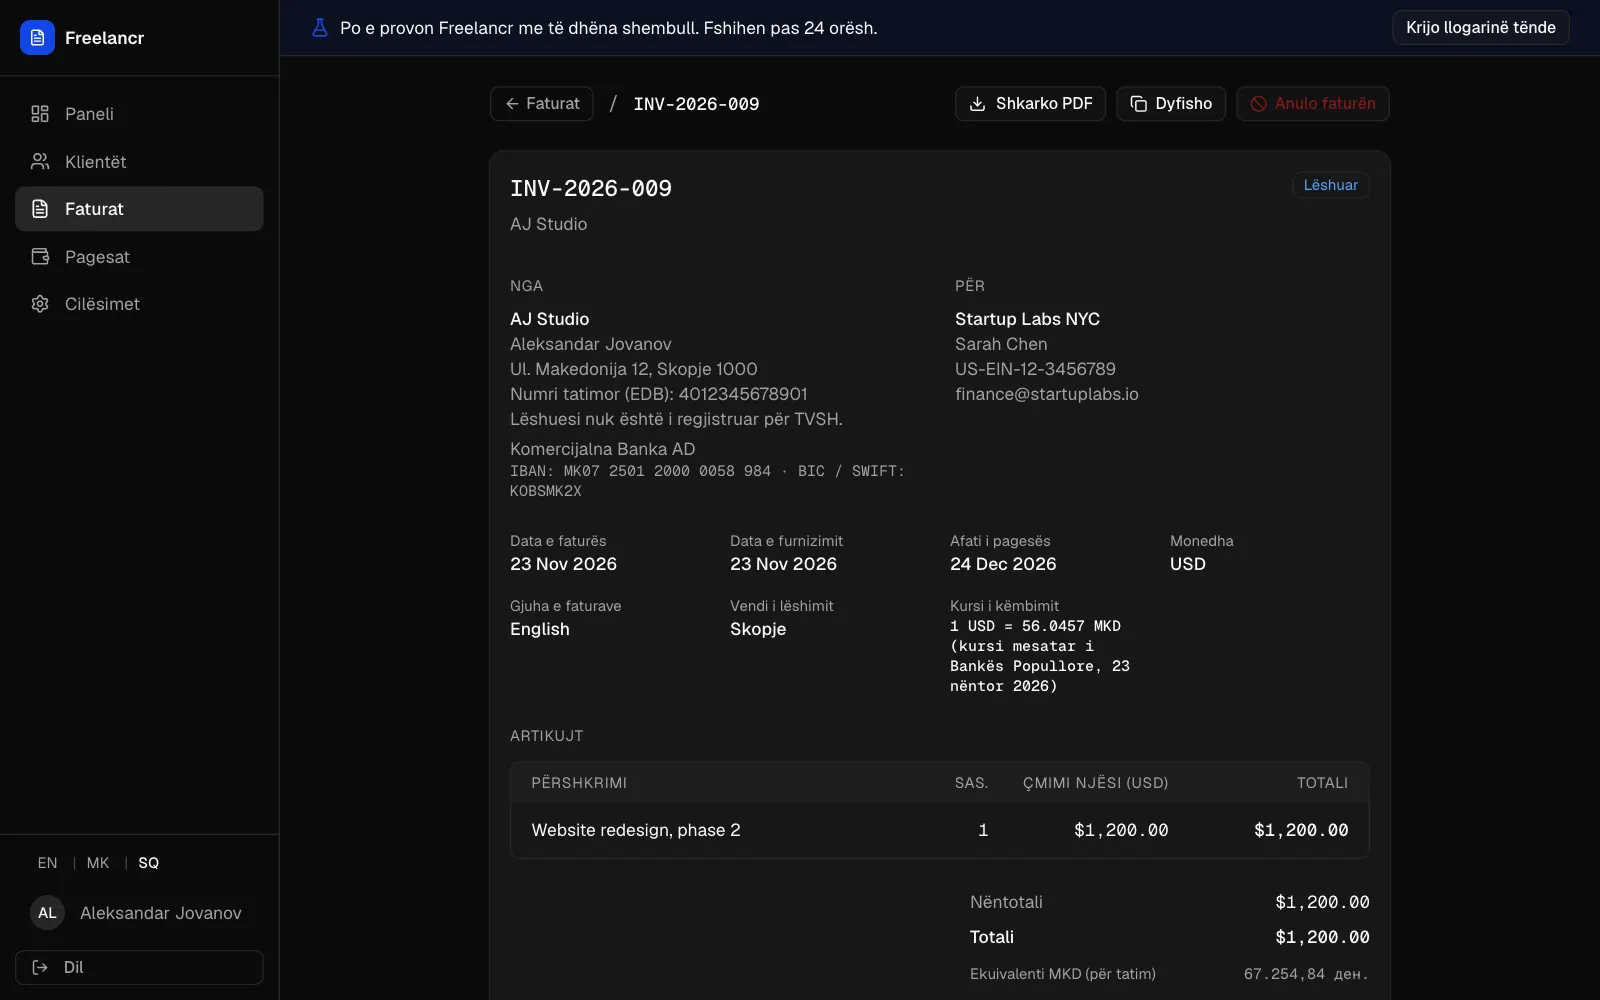 Freelancr
Po e provon Freelancr me të dhëna shembull. Fshihen pas 24 orësh.
Krijo llogarinë tënde
Paneli
Klientët
Faturat
Pagesat
Cilësimet
EN | MK | SQ
AL Aleksandar Jovanov
Dil
← Faturat / INV-2026-009
Shkarko PDF
Dyfisho
Anulo faturën
INV-2026-009
Lëshuar
AJ Studio
NGA
AJ Studio
Aleksandar Jovanov
Ul. Makedonija 12, Skopje 1000
Numri tatimor (EDB): 4012345678901
Lëshuesi nuk është i regjistruar për TVSH.
Komercijalna Banka AD
IBAN: MK07 2501 2000 0058 984 · BIC / SWIFT:
KOBSMK2X
PËR
Startup Labs NYC
Sarah Chen
US-EIN-12-3456789
finance@startuplabs.io
Data e faturës
23 Nov 2026
Data e furnizimit
23 Nov 2026
Afati i pagesës
24 Dec 2026
Monedha
USD
Gjuha e faturave
English
Vendi i lëshimit
Skopje
Kursi i këmbimit
1 USD = 56.0457 MKD
(kursi mesatar i
Bankës Popullore, 23
nëntor 2026)
ARTIKUJT
PËRSHKRIMI SAS. ÇMIMI NJËSI (USD) TOTALI
Website redesign, phase 2 1 $1,200.00 $1,200.00
Nëntotali $1,200.00
Totali $1,200.00
Ekuivalenti MKD (për tatim) 67.254,84 ден.